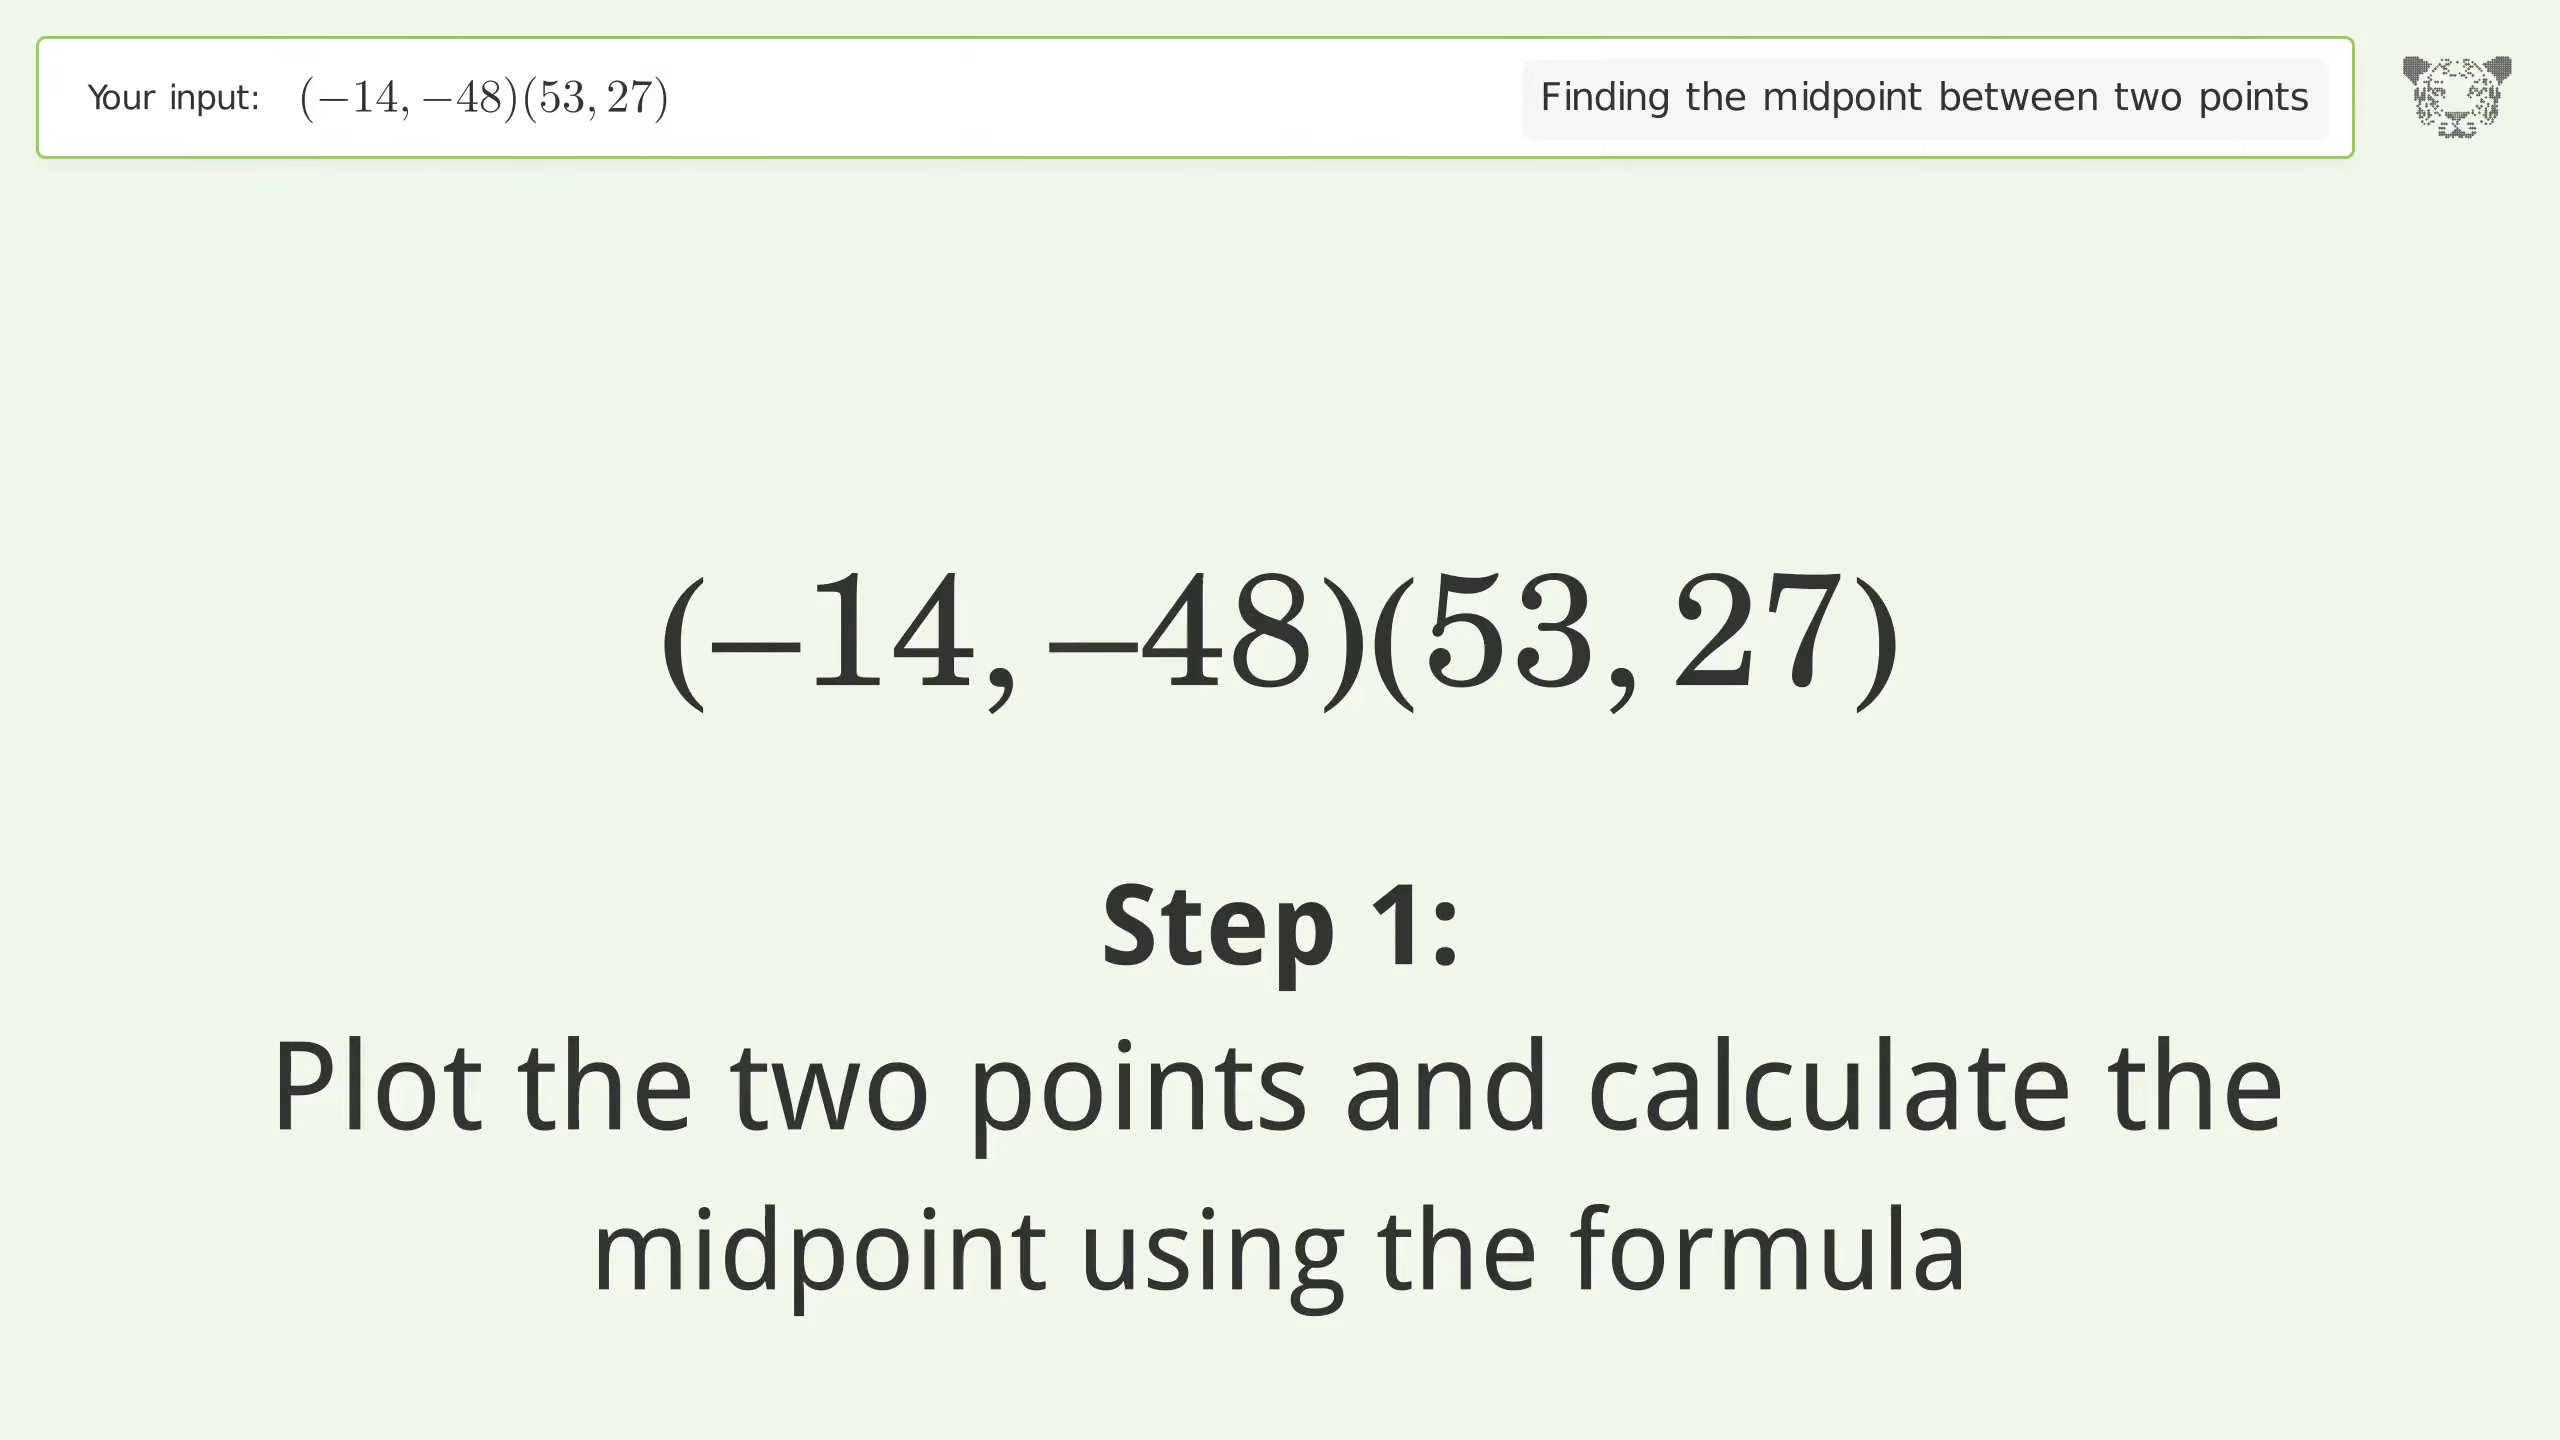 Your input: (−14, −48)(53, 27)
Finding the midpoint between two points
(−14, −48)(53, 27)
Step 1:
Plot the two points and calculate the
midpoint using the formula